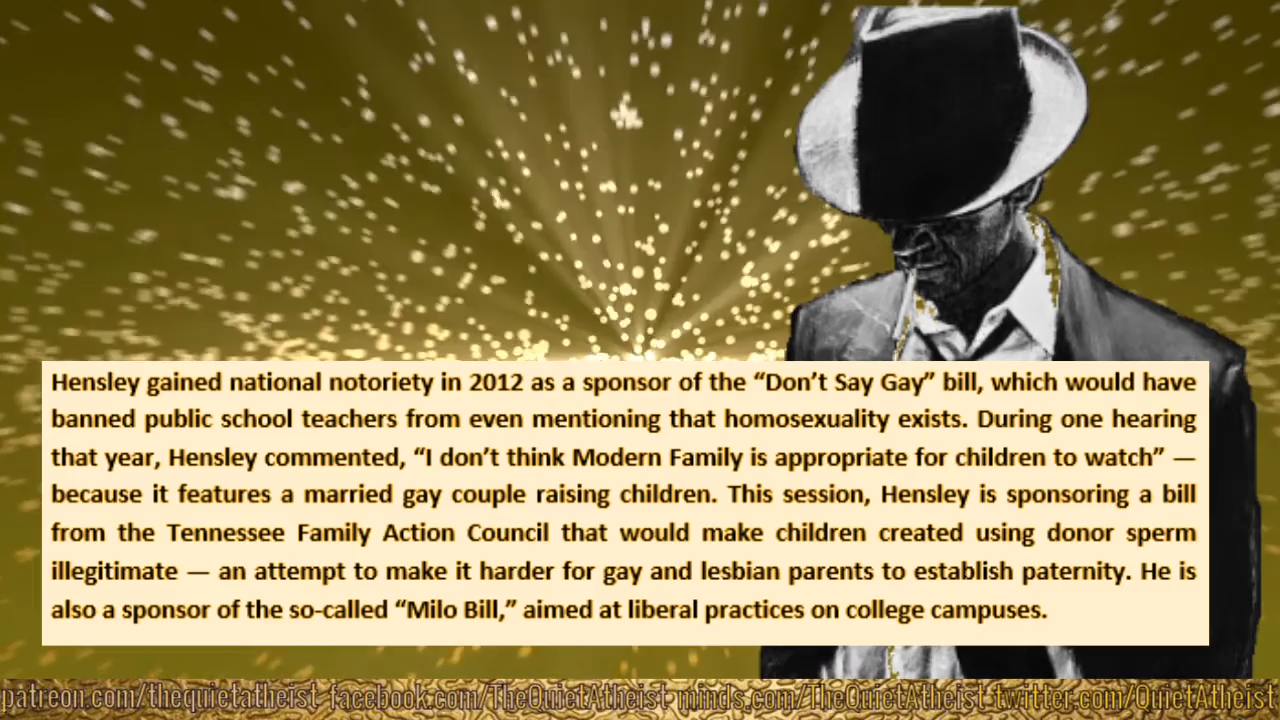 Hensley gained national notoriety in 2012 as a sponsor of the “Don’t Say Gay” bill, which would have
banned public school teachers from even mentioning that homosexuality exists. During one hearing
that year, Hensley commented, “I don’t think Modern Family is appropriate for children to watch” —
because it features a married gay couple raising children. This session, Hensley is sponsoring a bill
from the Tennessee Family Action Council that would make children created using donor sperm
illegitimate — an attempt to make it harder for gay and lesbian parents to establish paternity. He is
also a sponsor of the so-called “Milo Bill,” aimed at liberal practices on college campuses.
patreon.com/thequietatheist facebook.com/TheQuietAtheist minds.com/TheQuietAtheist twitter.com/QuietAtheist